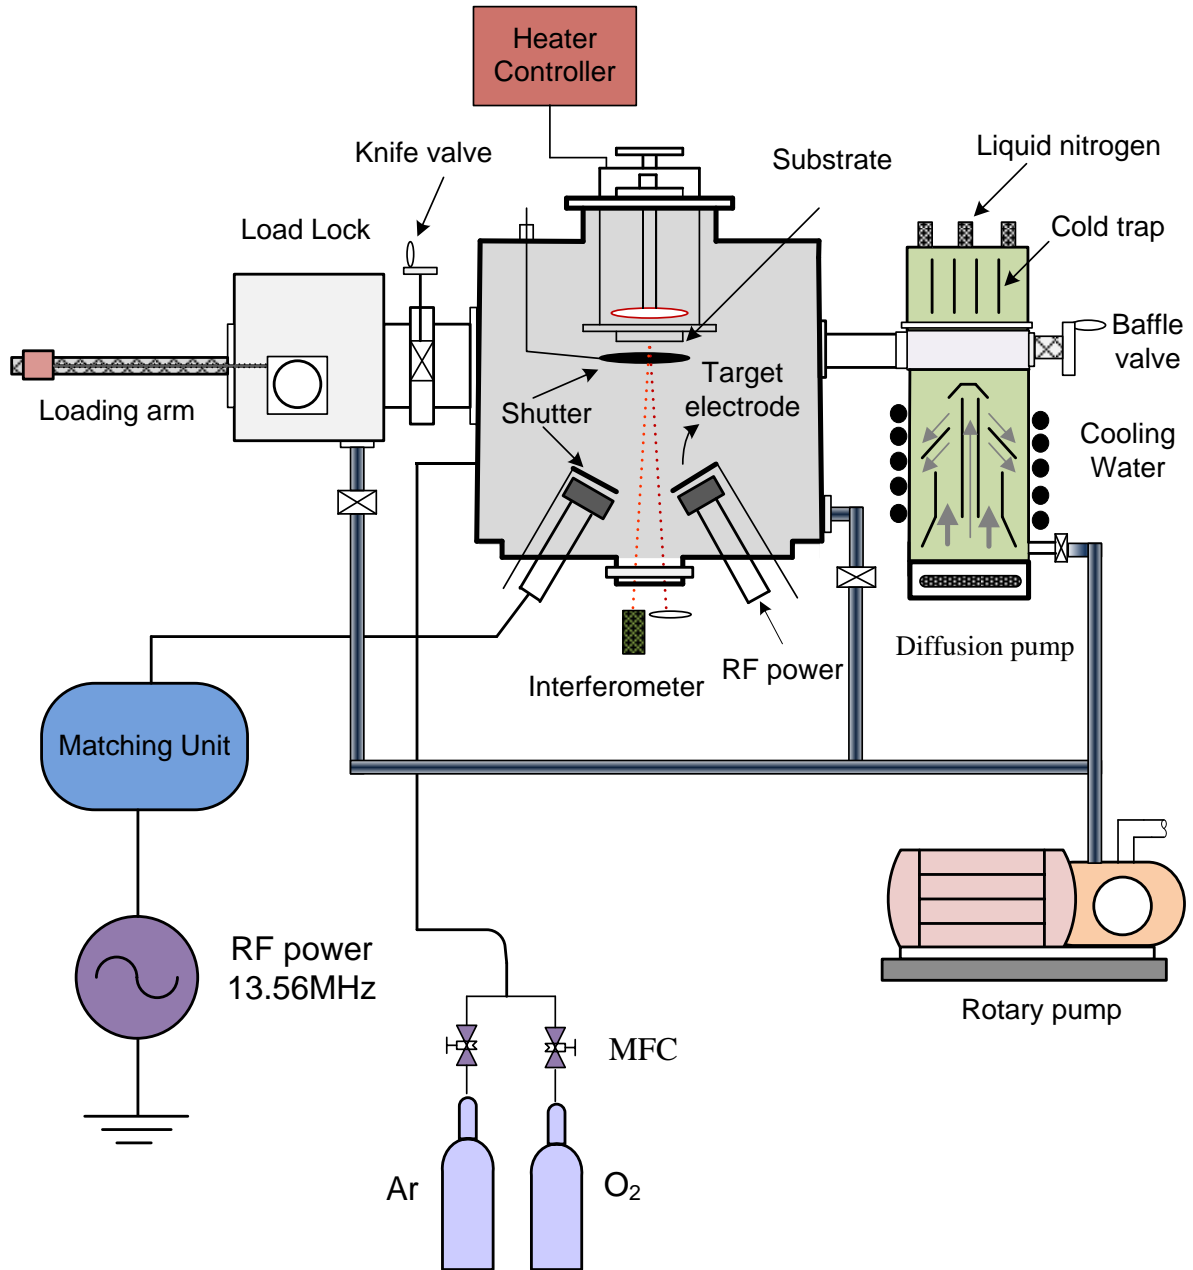 Heater
Controller
Knife valve
Substrate
Liquid nitrogen
Load Lock
Cold trap
Baffle
valve
Loading arm
Shutter
Target
electrode
Cooling
Water
Interferometer
RF power
Diffusion pump
Matching Unit
RF power
13.56MHz
Rotary pump
MFC
Ar
O₂